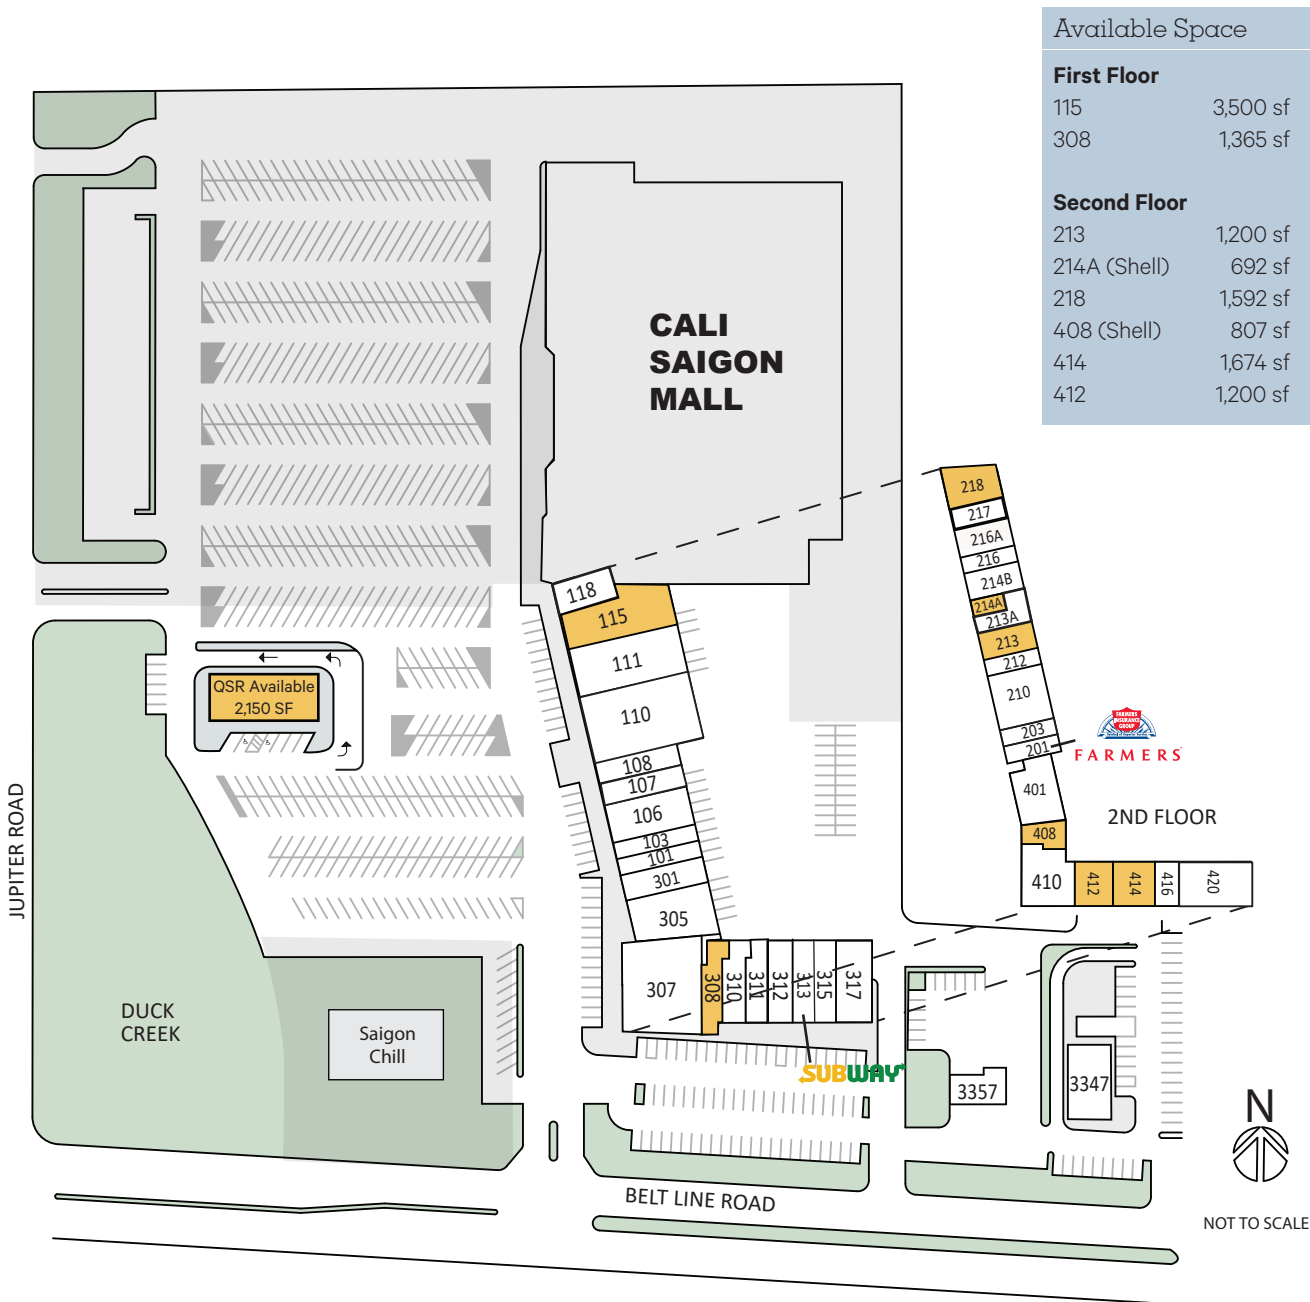 Available Space
First Floor
115 3,500 sf
308 1,365 sf
Second Floor
213 1,200 sf
214A (Shell) 692 sf
218 1,592 sf
408 (Shell) 807 sf
414 1,674 sf
412 1,200 sf
CALI
SAIGON
MALL
218
217
216A
216
214B
214A
213A
213
212
210
203
201
FARMERS
INSURANCE
GROUP
FARMERS
401
2ND FLOOR
408
410
412
414
416
420
118
115
111
110
108
107
106
103
101
301
305
307
308
310
311
312
313
315
317
QSR Available
2,150 SF
JUPITER ROAD
DUCK
CREEK
Saigon
Chill
SUBWAY
3357
3347
N
BELT LINE ROAD
NOT TO SCALE